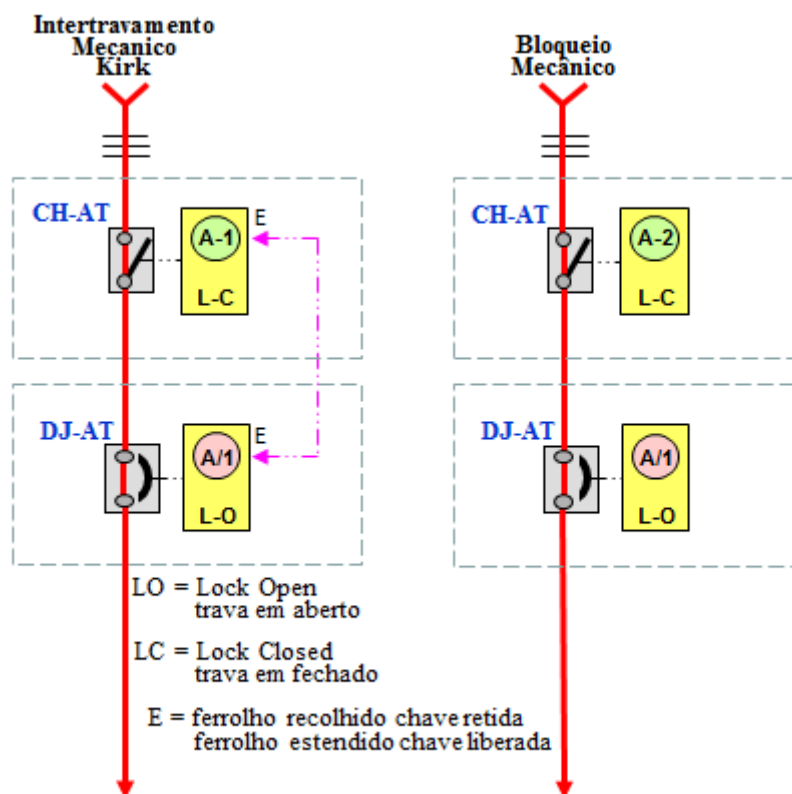 Intertravamento
Mecanico
Kirk
CH-AT
A-1
E
L-C
DJ-AT
A/1
E
L-O
LO = Lock Open
trava em aberto
LC = Lock Closed
trava em fechado
E = ferrolho recolhido chave retida
ferrolho estendido chave liberada
Bloqueio
Mecânico
CH-AT
A-2
L-C
DJ-AT
A/1
L-O